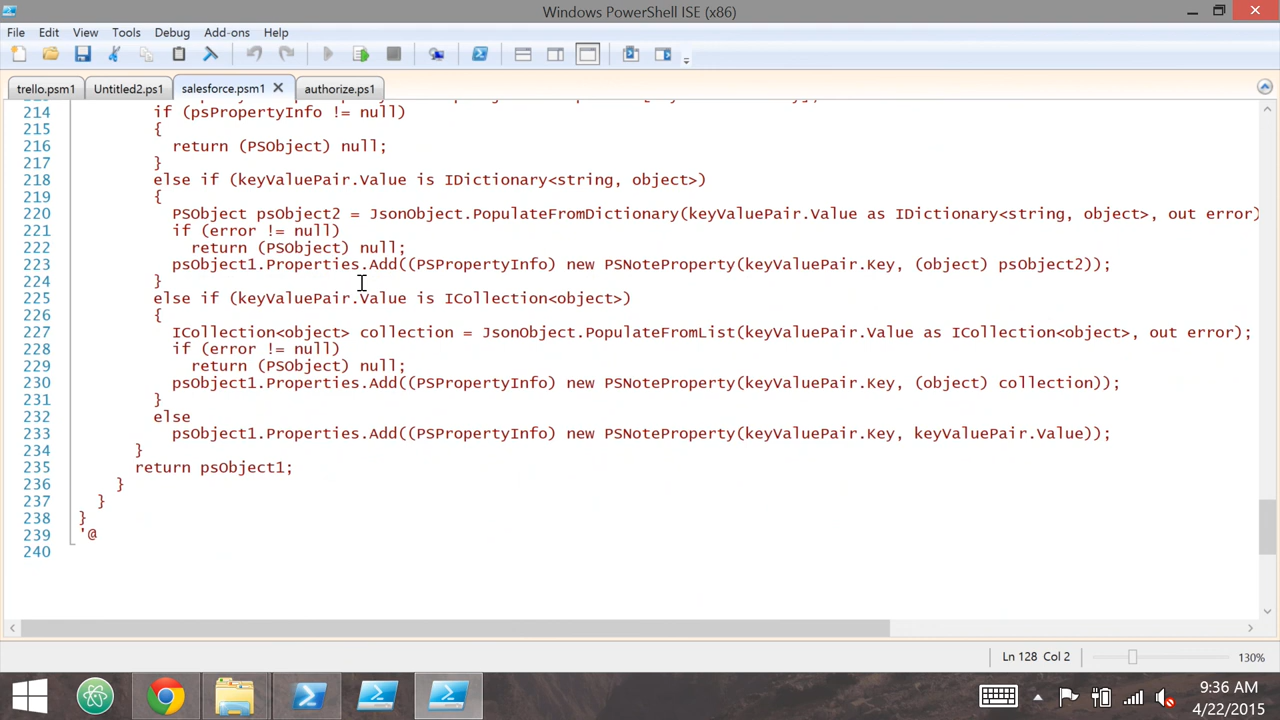 Windows PowerShell ISE (x86)
File Edit View Tools Debug Add-ons Help
trello.psm1 Untitled2.ps1 salesforce.psm1 authorize.ps1
214 if (psPropertyInfo != null)
215 {
216 return (PSObject) null;
217 }
218 else if (keyValuePair.Value is IDictionary<string, object>)
219 {
220 PSObject psObject2 = JsonObject.PopulateFromDictionary(keyValuePair.Value as IDictionary<string, object>, out error)
221 if (error != null)
222 return (PSObject) null;
223 psObject1.Properties.Add((PSPropertyInfo) new PSNoteProperty(keyValuePair.Key, (object) psObject2));
224 }
225 else if (keyValuePair.Value is ICollection<object>)
226 {
227 ICollection<object> collection = JsonObject.PopulateFromList(keyValuePair.Value as ICollection<object>, out error);
228 if (error != null)
229 return (PSObject) null;
230 psObject1.Properties.Add((PSPropertyInfo) new PSNoteProperty(keyValuePair.Key, (object) collection));
231 }
232 else
233 psObject1.Properties.Add((PSPropertyInfo) new PSNoteProperty(keyValuePair.Key, keyValuePair.Value));
234 }
235 return psObject1;
236 }
237 }
238 }
239 '@
240
Ln 128 Col 2 130%
9:36 AM
4/22/2015